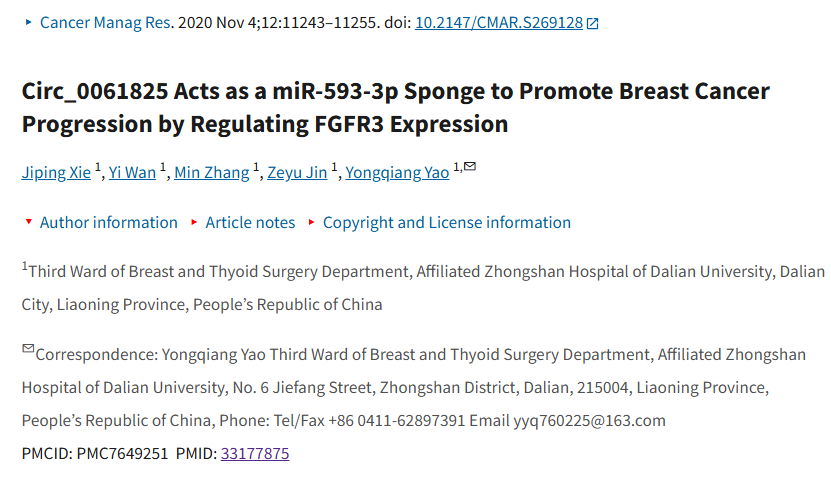 Cancer Manag Res. 2020 Nov 4;12:11243–11255. doi: 10.2147/CMAR.S269128
Circ_0061825 Acts as a miR-593-3p Sponge to Promote Breast Cancer
Progression by Regulating FGFR3 Expression
Jiping Xie 1, Yi Wan 1, Min Zhang 1, Zeyu Jin 1, Yongqiang Yao 1,✉
Author information Article notes Copyright and License information
1Third Ward of Breast and Thyoid Surgery Department, Affiliated Zhongshan Hospital of Dalian University, Dalian
City, Liaoning Province, People’s Republic of China
✉Correspondence: Yongqiang Yao Third Ward of Breast and Thyoid Surgery Department, Affiliated Zhongshan
Hospital of Dalian University, No. 6 Jiefang Street, Zhongshan District, Dalian, 215004, Liaoning Province,
People’s Republic of China, Phone: Tel/Fax +86 0411-62897391 Email yyq760225@163.com
PMCID: PMC7649251 PMID: 33177875